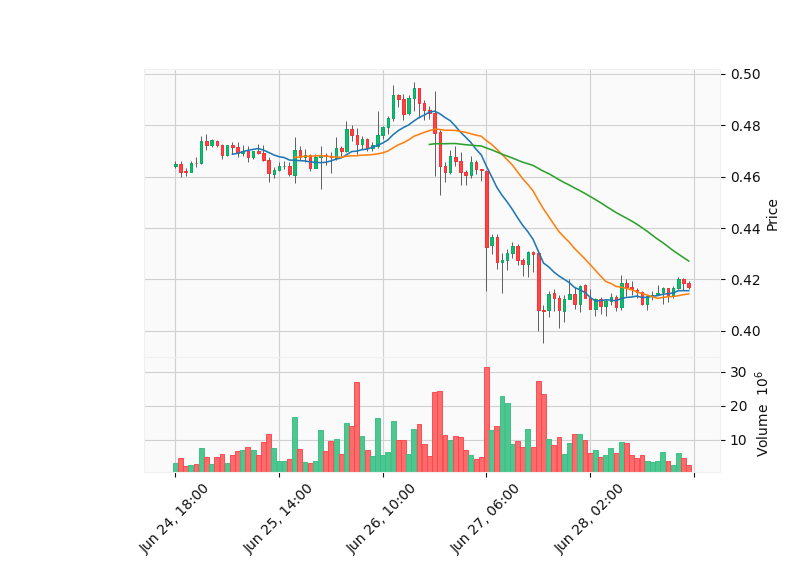 0.50
0.48
0.46
0.44
0.42
0.40
Price
30
20
10
Volume 10^6
Jun 24, 18:00
Jun 25, 14:00
Jun 26, 10:00
Jun 27, 06:00
Jun 28, 02:00